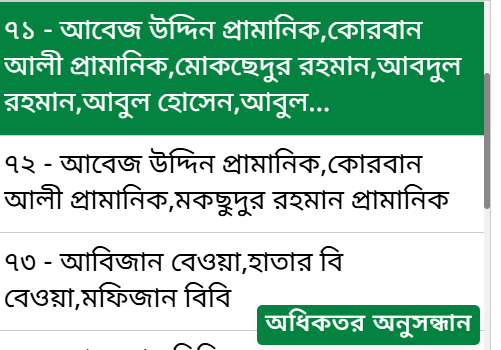 ৭১ - আবেজ উদ্দিন প্রামানিক,কোরবান
আলী প্রামানিক,মোকছেদুর রহমান,আবদুল
রহমান,আবুল হোসেন,আবুল...
৭২ - আবেজ উদ্দিন প্রামানিক,কোরবান
আলী প্রামানিক,মকছুদুর রহমান প্রামানিক
৭৩ - আবিজান বেওয়া,হাতার বি
বেওয়া,মফিজান বিবি
অধিকতর অনুসন্ধান